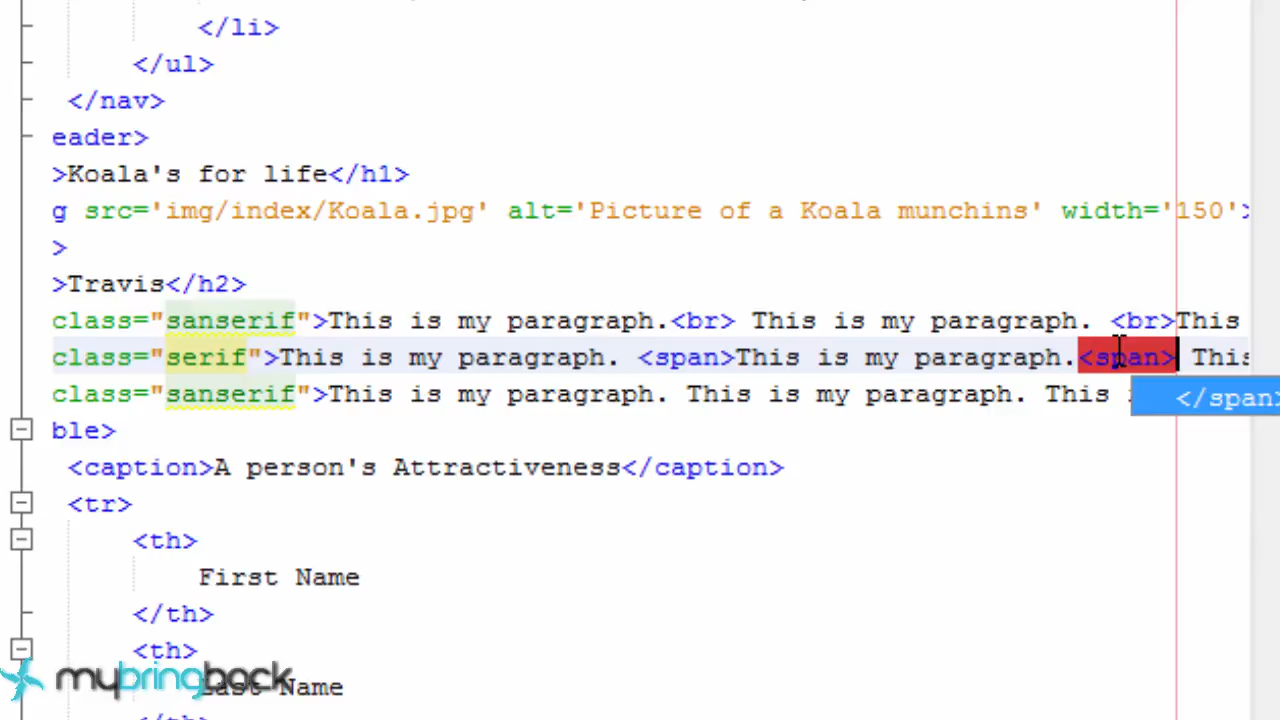 </li>
</ul>
</nav>
eader>
>Koala's for life</h1>
g src='img/index/Koala.jpg' alt='Picture of a Koala munchins' width='150'>
>
>Travis</h2>
class="sanserif">This is my paragraph.<br> This is my paragraph. <br>This
class="serif">This is my paragraph. <span>This is my paragraph.<span> This
class="sanserif">This is my paragraph. This is my paragraph. This
</span>
ble>
<caption>A person's Attractiveness</caption>
<tr>
<th>
First Name
</th>
<th>
Last Name
mybringback